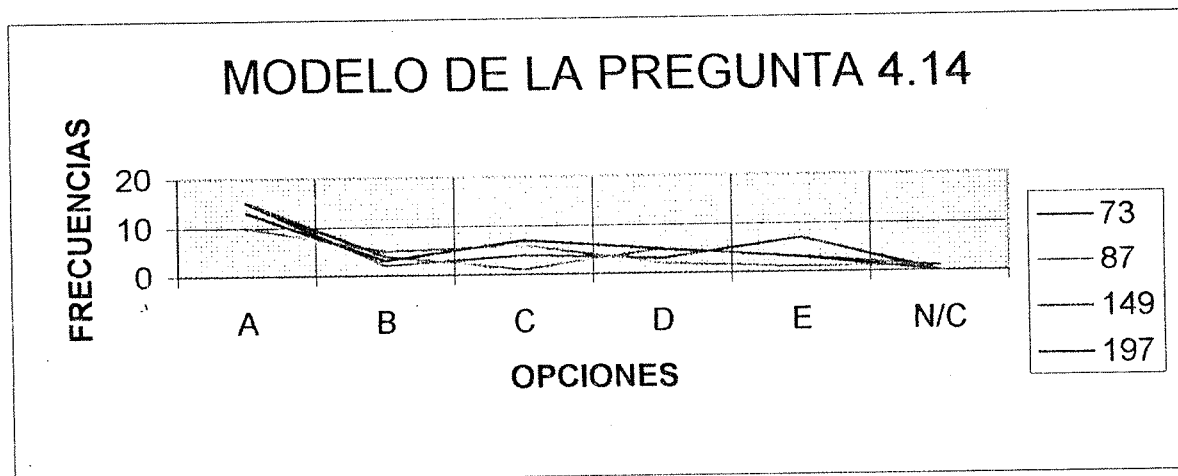 MODELO DE LA PREGUNTA 4.14
FRECUENCIAS
20
10
0
A B C D E N/C
OPCIONES
73
87
149
197